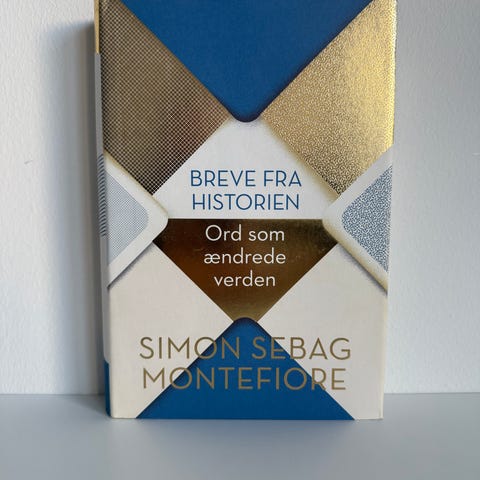 BREVE FRA
HISTORIEN
Ord som
ændrede
verden
SIMON SEBAG
MONTEFIORE